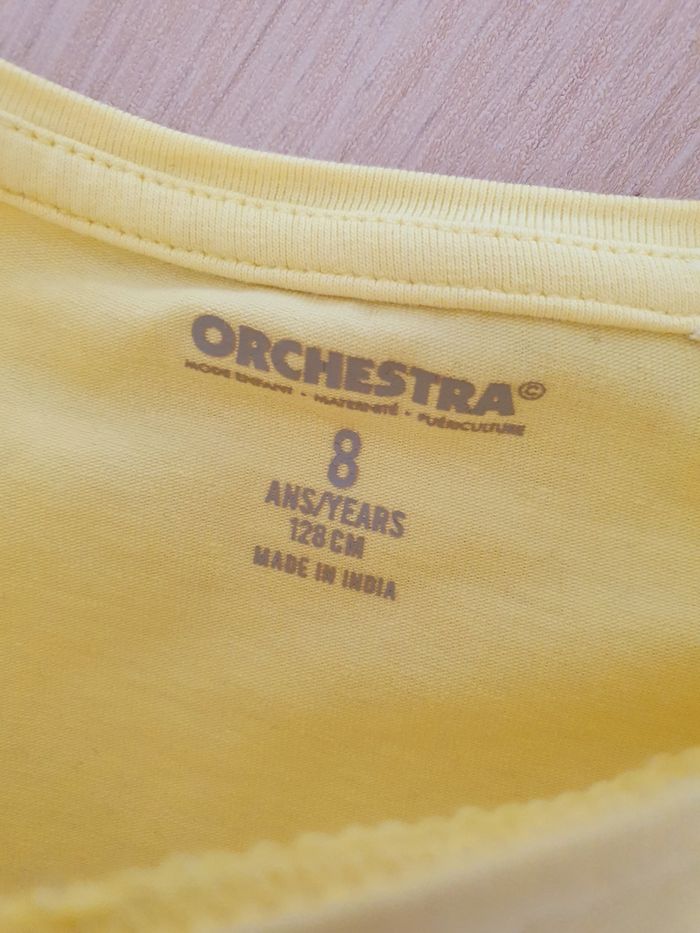 ORCHESTRA©
MODE ENFANT • MATERNITÉ • PUÉRICULTURE
8
ANS/YEARS
128 CM
MADE IN INDIA